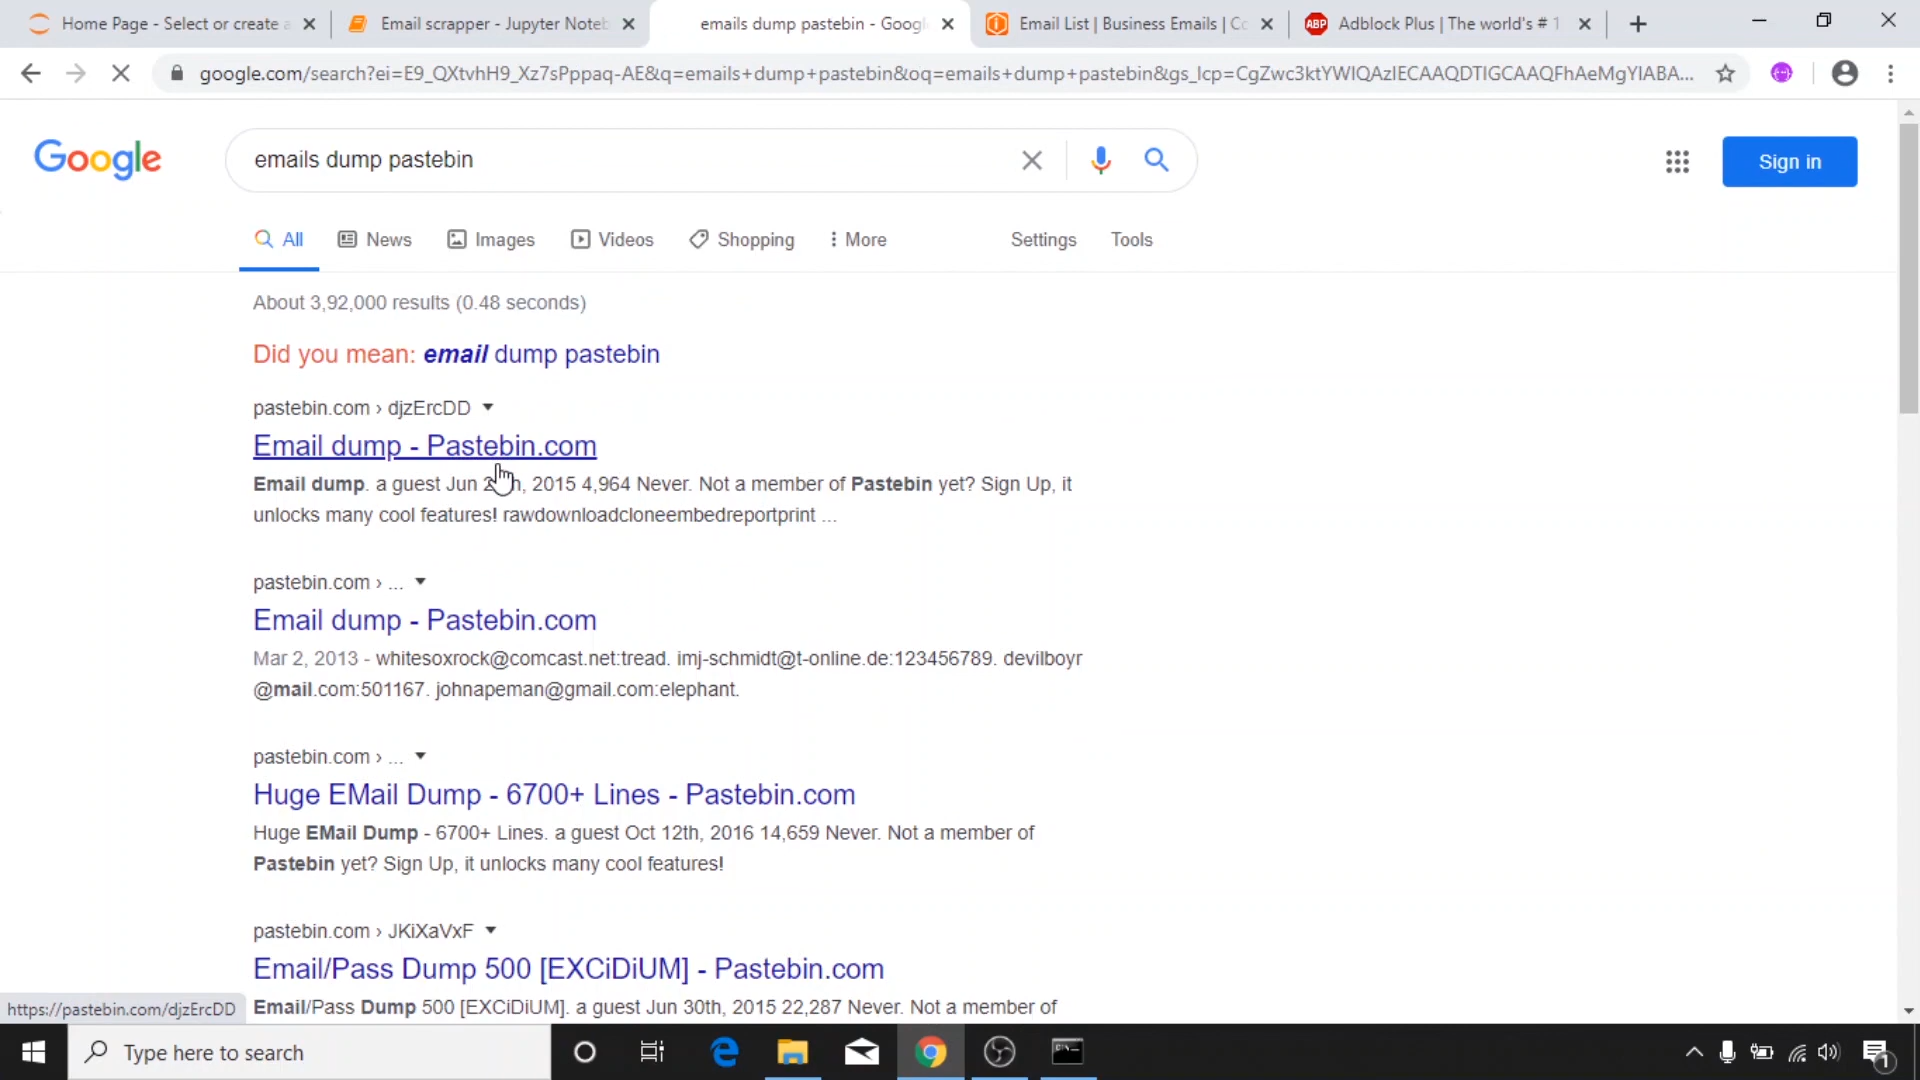 Home Page - Select or create a
Email scrapper - Jupyter Noteb
emails dump pastebin - Googl
Email List | Business Emails | Co
ABP
Adblock Plus | The world's # 1
google.com/search?ei=E9_QXtvhH9_Xz7sPppaq-AE&q=emails+dump+pastebin&oq=emails+dump+pastebin&gs_lcp=CgZwc3ktYWIQAzIECAAQDTIGCAAQFhAeMgYIABA...
Google
emails dump pastebin
Sign in
All
News
Images
Videos
Shopping
More
Settings
Tools
About 3,92,000 results (0.48 seconds)
Did you mean: email dump pastebin
pastebin.com › djzErcDD
Email dump - Pastebin.com
Email dump. a guest Jun 2 h, 2015 4,964 Never. Not a member of Pastebin yet? Sign Up, it
unlocks many cool features! rawdownloadcloneembedreportprint ...
pastebin.com › ...
Email dump - Pastebin.com
Mar 2, 2013 - whitesoxrock@comcast.net:tread. imj-schmidt@t-online.de:123456789. devilboyr
@mail.com:501167. johnapeman@gmail.com:elephant.
pastebin.com › ...
Huge EMail Dump - 6700+ Lines - Pastebin.com
Huge EMail Dump - 6700+ Lines. a guest Oct 12th, 2016 14,659 Never. Not a member of
Pastebin yet? Sign Up, it unlocks many cool features!
pastebin.com › JKiXaVxF
Email/Pass Dump 500 [EXCiDiUM] - Pastebin.com
Email/Pass Dump 500 [EXCiDiUM]. a guest Jun 30th, 2015 22,287 Never. Not a member of
https://pastebin.com/djzErcDD
Type here to search
1